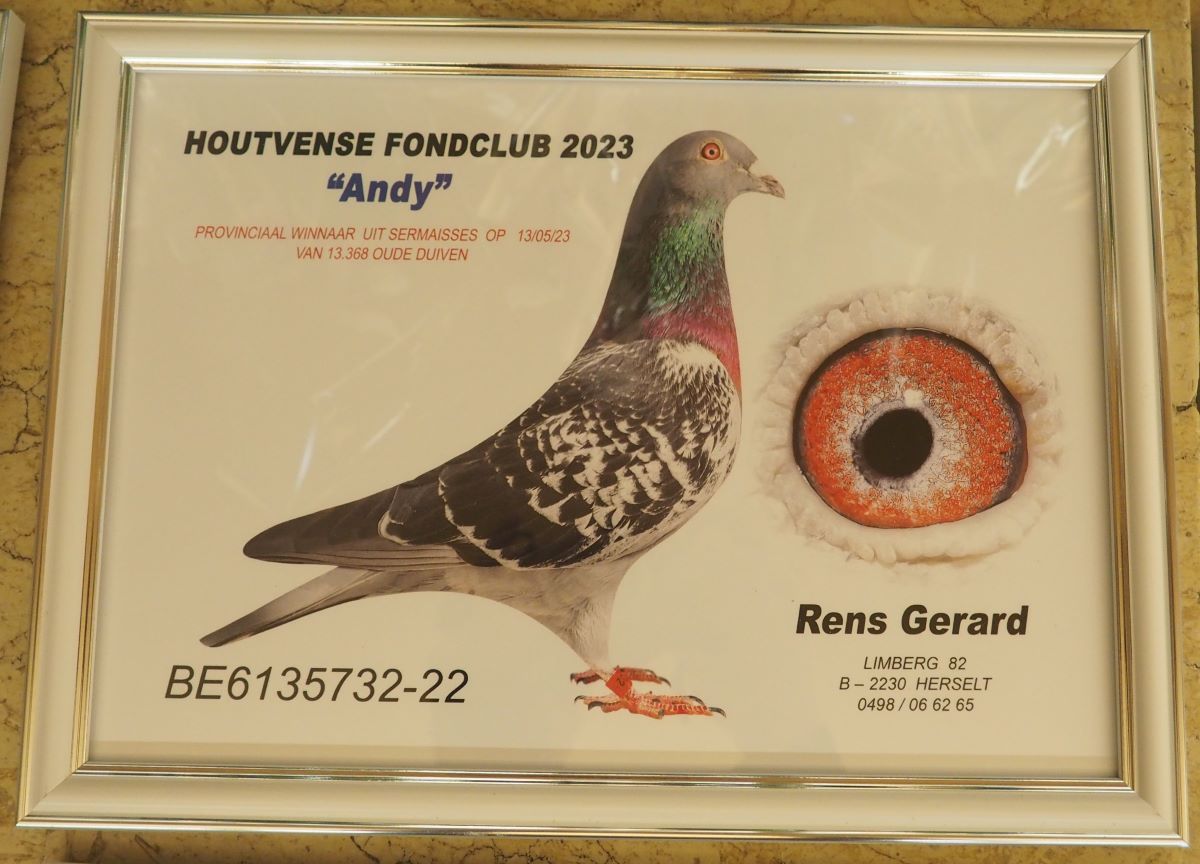 HOUTVENSE FONDCLUB 2023
“Andy”
PROVINCIAAL WINNAAR UIT SERMAISSES OP 13/05/23
VAN 13.368 OUDE DUIVEN
BE6135732-22
Rens Gerard
LIMBERG 82
B – 2230 HERSELT
0498 / 06 62 65